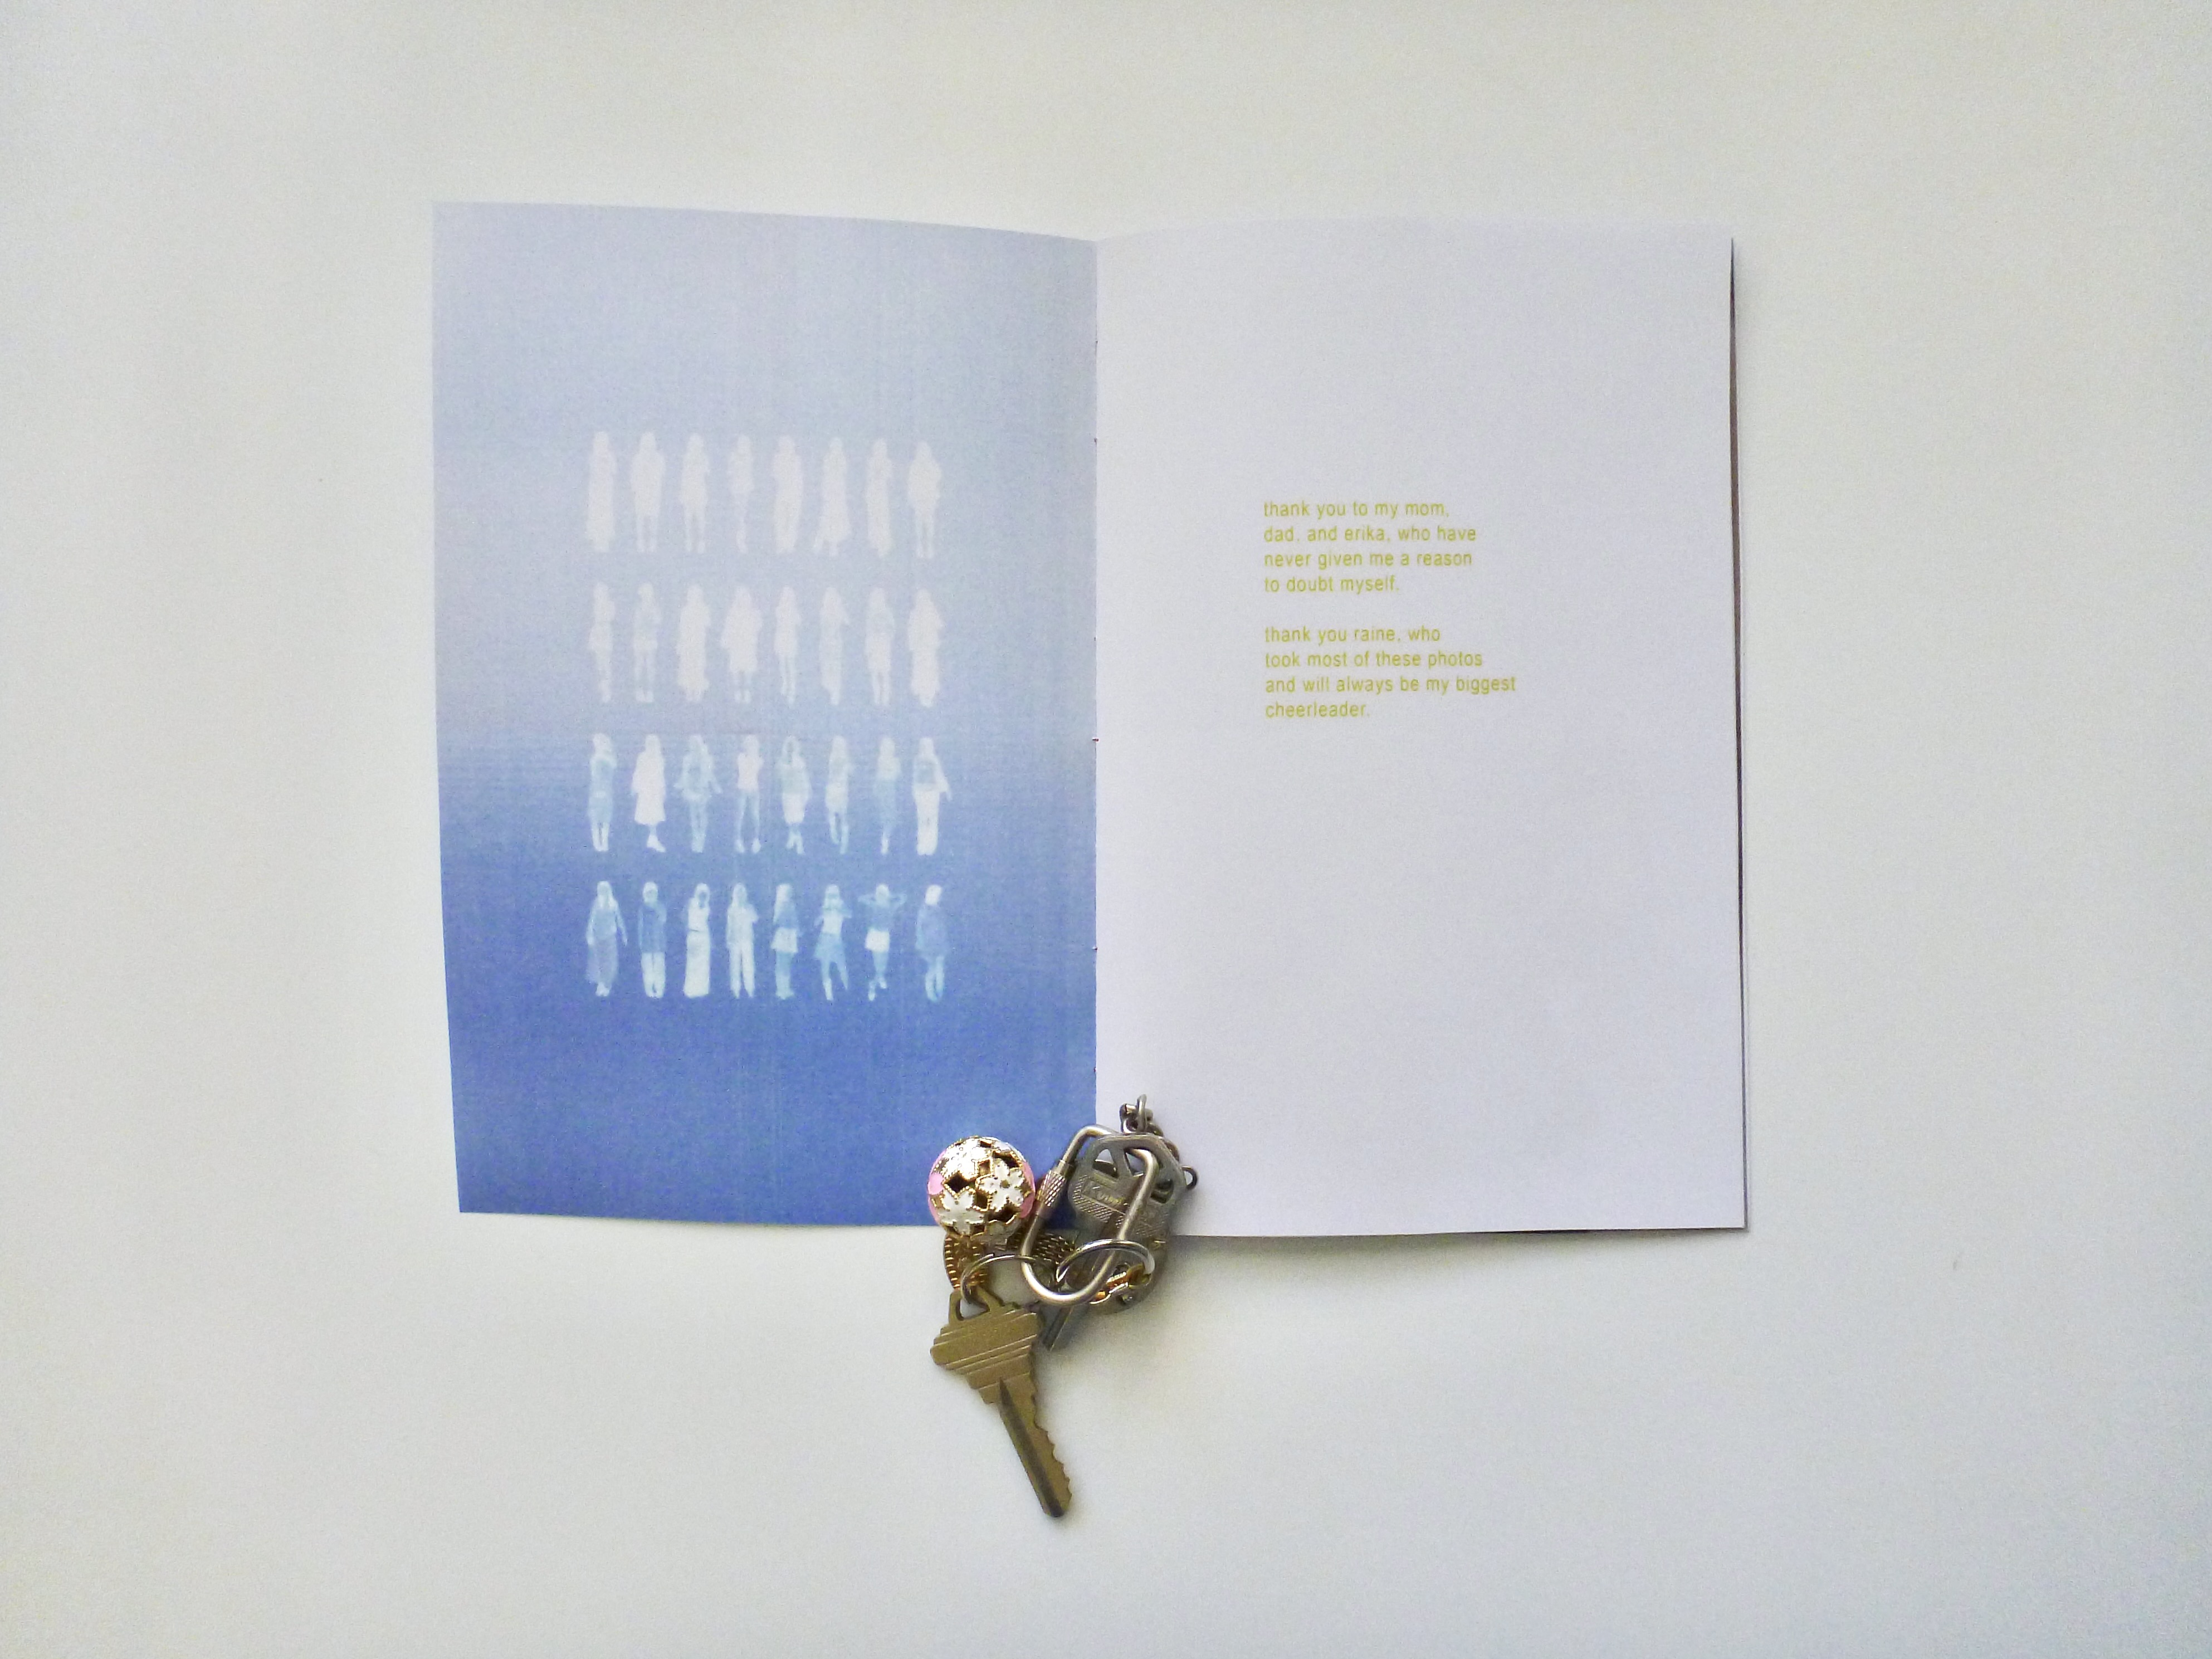 thank you to my mom,
dad, and erika, who have
never given me a reason
to doubt myself.
thank you raine, who
took most of these photos
and will always be my biggest
cheerleader.